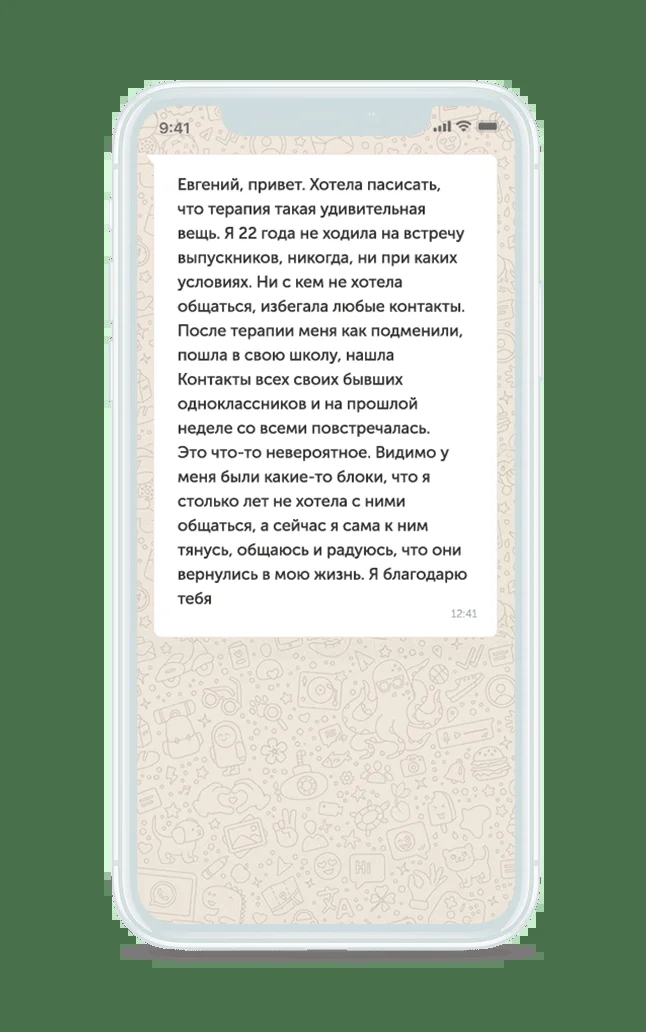 9:41
Евгений, привет. Хотела пасисать,
что терапия такая удивительная
вещь. Я 22 года не ходила на встречу
выпускников, никогда, ни при каких
условиях. Ни с кем не хотела
общаться, избегала любые контакты.
После терапии меня как подменили,
пошла в свою школу, нашла
Контакты всех своих бывших
одноклассников и на прошлой
неделе со всеми повстречалась.
Это что-то невероятное. Видимо у
меня были какие-то блоки, что я
столько лет не хотела с ними
общаться, а сейчас я сама к ним
тянусь, общаюсь и радуюсь, что они
вернулись в мою жизнь. Я благодарю
тебя
12:41
Hi